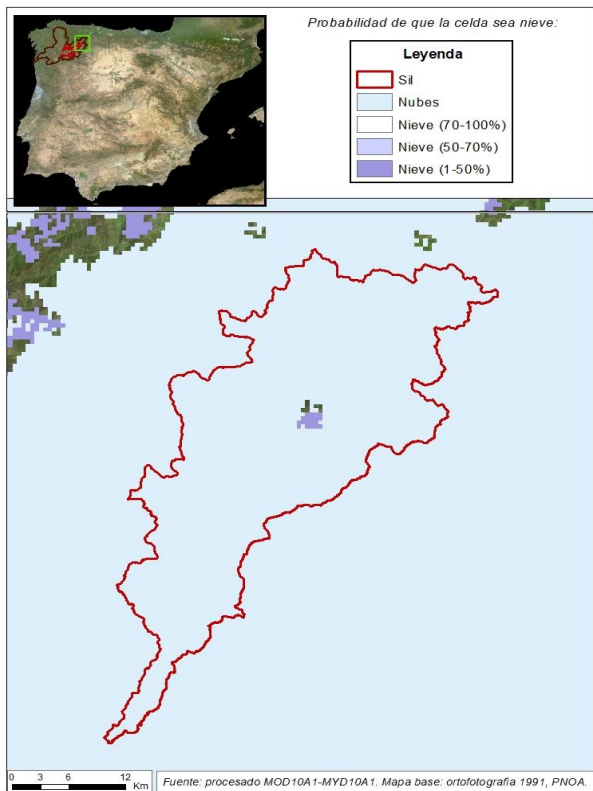 Probabilidad de que la celda sea nieve:
Leyenda
Sil
Nubes
Nieve (70-100%)
Nieve (50-70%)
Nieve (1-50%)
0 3 6 12
Km
Fuente: procesado MOD10A1-MYD10A1. Mapa base: ortofotografía 1991, PNOA.